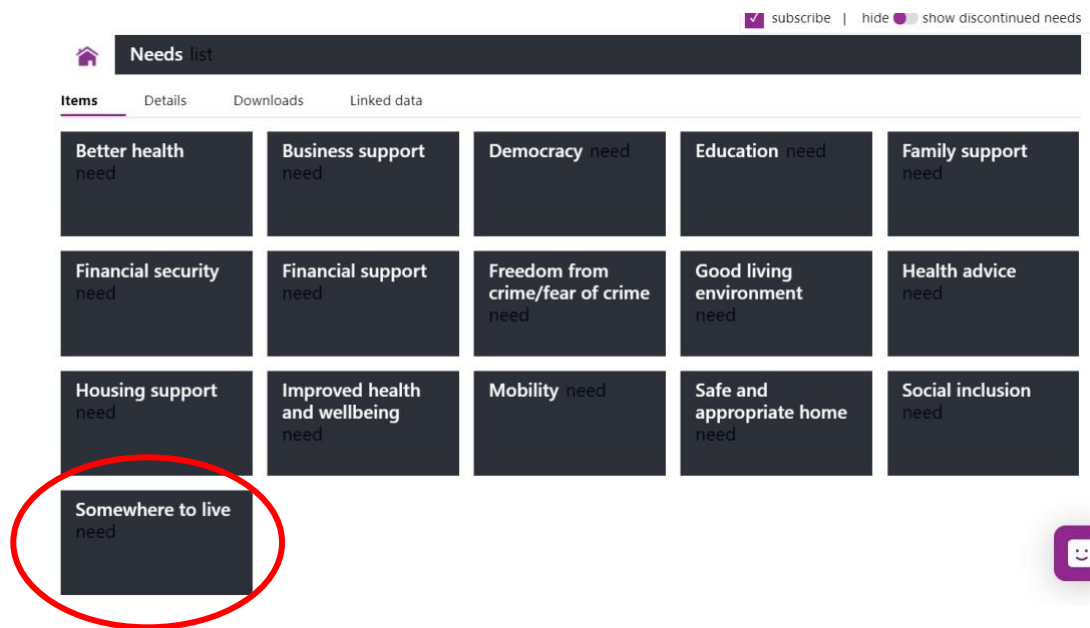 subscribe | hide show discontinued needs
Needs list
Items Details Downloads Linked data
Better health
need
Business support
need
Democracy need
Education need
Family support
need
Financial security
need
Financial support
need
Freedom from
crime/fear of crime
need
Good living
environment
need
Health advice
need
Housing support
need
Improved health
and wellbeing
need
Mobility need
Safe and
appropriate home
need
Social inclusion
need
Somewhere to live
need